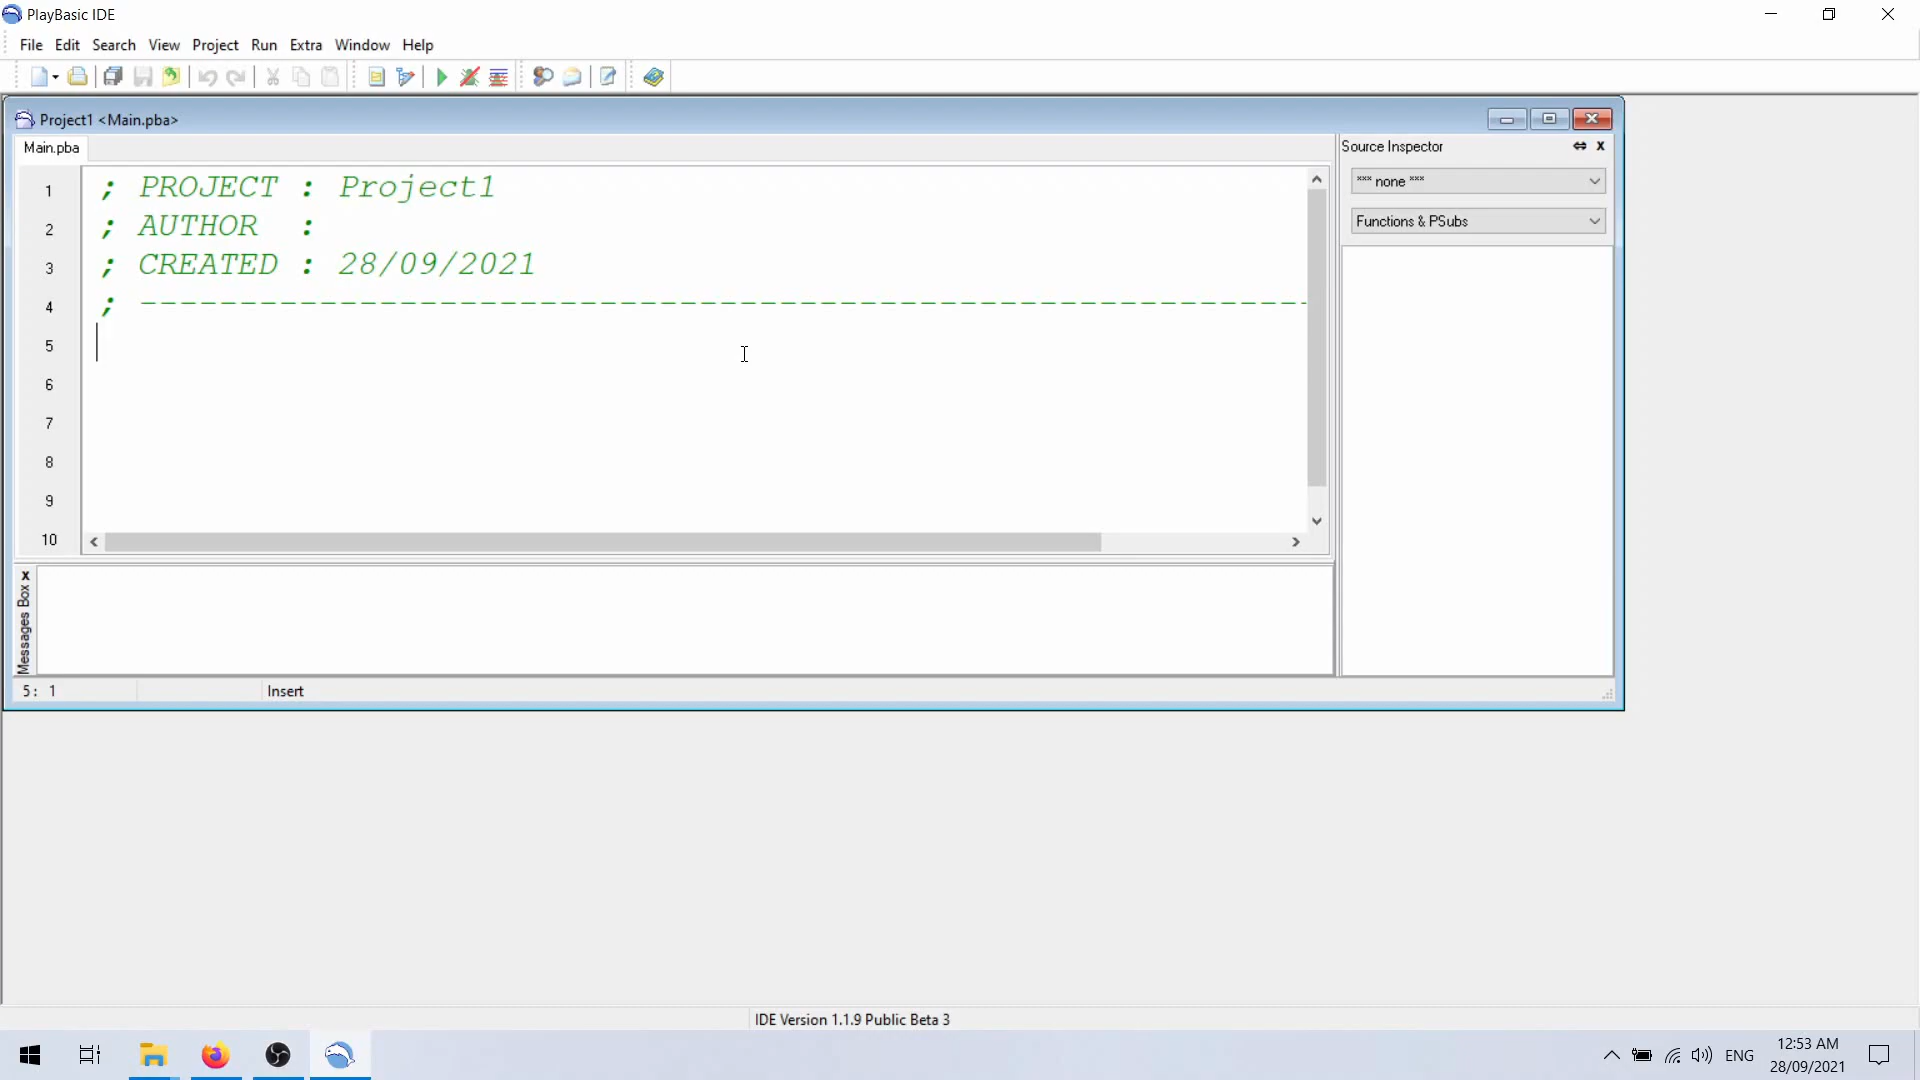 PlayBasic IDE
File Edit Search View Project Run Extra Window Help
Project1 <Main.pba>
Main.pba
1 ; PROJECT : Project1
2 ; AUTHOR :
3 ; CREATED : 28/09/2021
4 ; ----------------------------------------------------------
5
6
7
8
9
10
Source Inspector
*** none ***
Functions & PSubs
x
Messages Box
5: 1 Insert
IDE Version 1.1.9 Public Beta 3
ENG
12:53 AM
28/09/2021